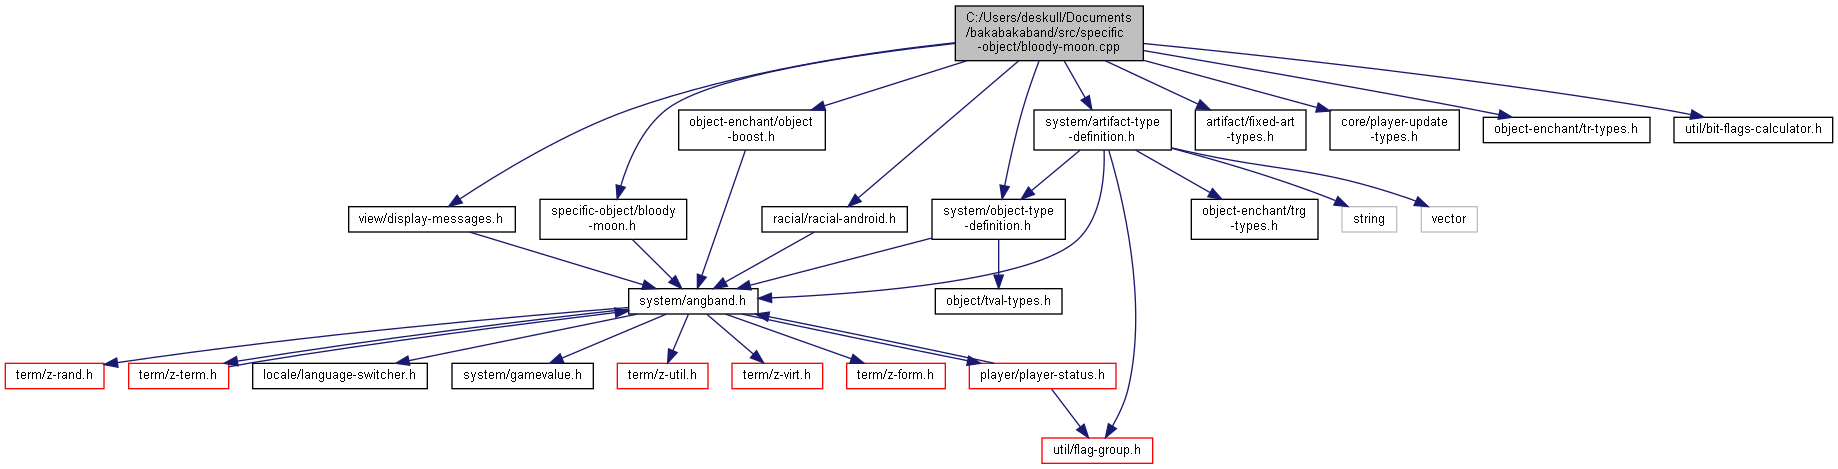 C:/Users/deskull/Documents
/bakabakaband/src/specific
-object/bloody-moon.cpp
object-enchant/object
-boost.h
system/artifact-type
-definition.h
artifact/fixed-art
-types.h
core/player-update
-types.h
object-enchant/tr-types.h
util/bit-flags-calculator.h
view/display-messages.h
specific-object/bloody
-moon.h
racial/racial-android.h
system/object-type
-definition.h
object-enchant/trg
-types.h
string
vector
system/angband.h
object/tval-types.h
term/z-rand.h
term/z-term.h
locale/language-switcher.h
system/gamevalue.h
term/z-util.h
term/z-virt.h
term/z-form.h
player/player-status.h
util/flag-group.h